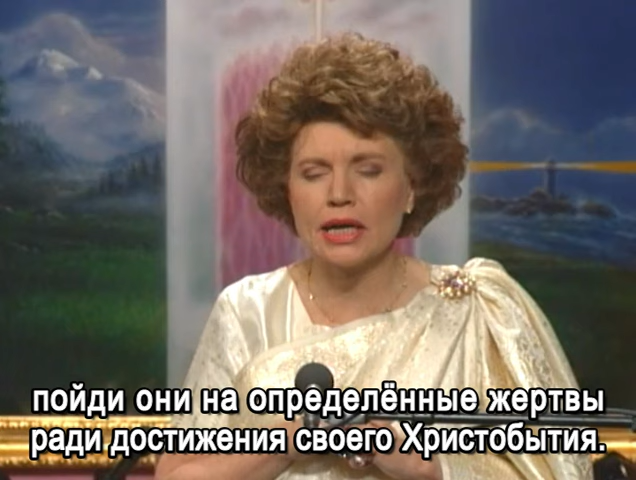 пойди они на определённые жертвы
ради достижения своего Христобытия.